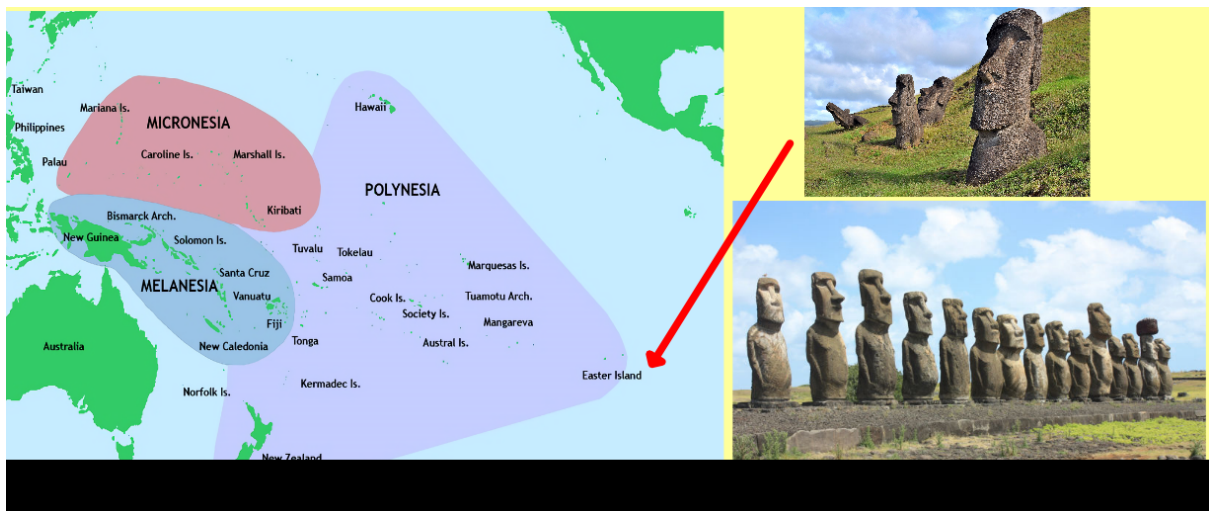 Taiwan
Hawaii
Mariana Is.
MICRONESIA
Philippines
Palau
Caroline Is.
Marshall Is.
POLYNESIA
Kiribati
Bismarck Arch.
New Guinea
Solomon Is.
Tuvalu
Tokelau
Santa Cruz
Samoa
Marquesas Is.
MELANESIA
Vanuatu
Cook Is.
Tuamotu Arch.
Society Is.
Fiji
Mangareva
Tonga
Austral Is.
Australia
New Caledonia
Easter Island
Kermadec Is.
Norfolk Is.
New Zealand